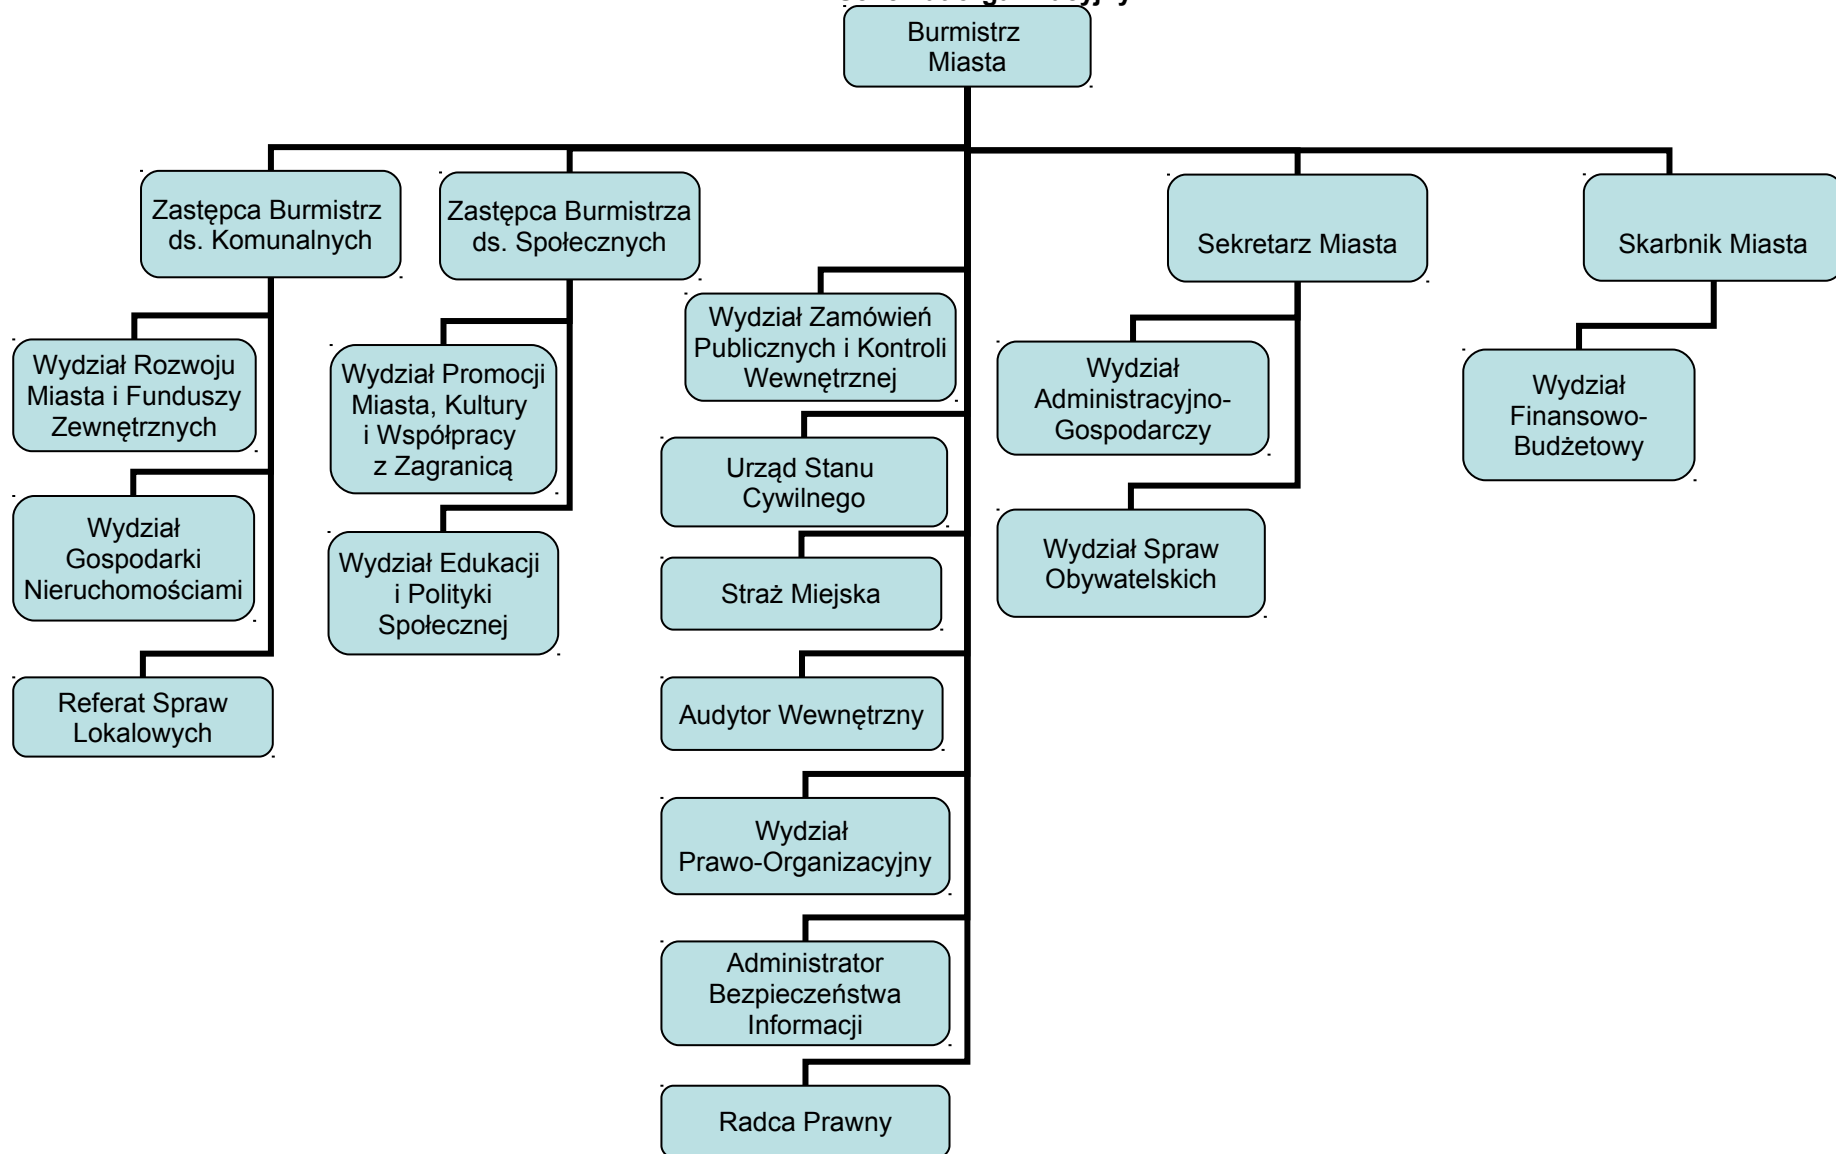 Burmistrz
Miasta
Zastępca Burmistrz
ds. Komunalnych
Zastępca Burmistrza
ds. Społecznych
Sekretarz Miasta
Skarbnik Miasta
Wydział Rozwoju
Miasta i Funduszy
Zewnętrznych
Wydział
Gospodarki
Nieruchomościami
Referat Spraw
Lokalowych
Wydział Promocji
Miasta, Kultury
i Współpracy
z Zagranicą
Wydział Edukacji
i Polityki
Społecznej
Wydział Zamówień
Publicznych i Kontroli
Wewnętrznej
Urząd Stanu
Cywilnego
Straż Miejska
Audytor Wewnętrzny
Wydział
Prawo-Organizacyjny
Administrator
Bezpieczeństwa
Informacji
Radca Prawny
Wydział
Administracyjno-
Gospodarczy
Wydział Spraw
Obywatelskich
Wydział
Finansowo-
Budżetowy